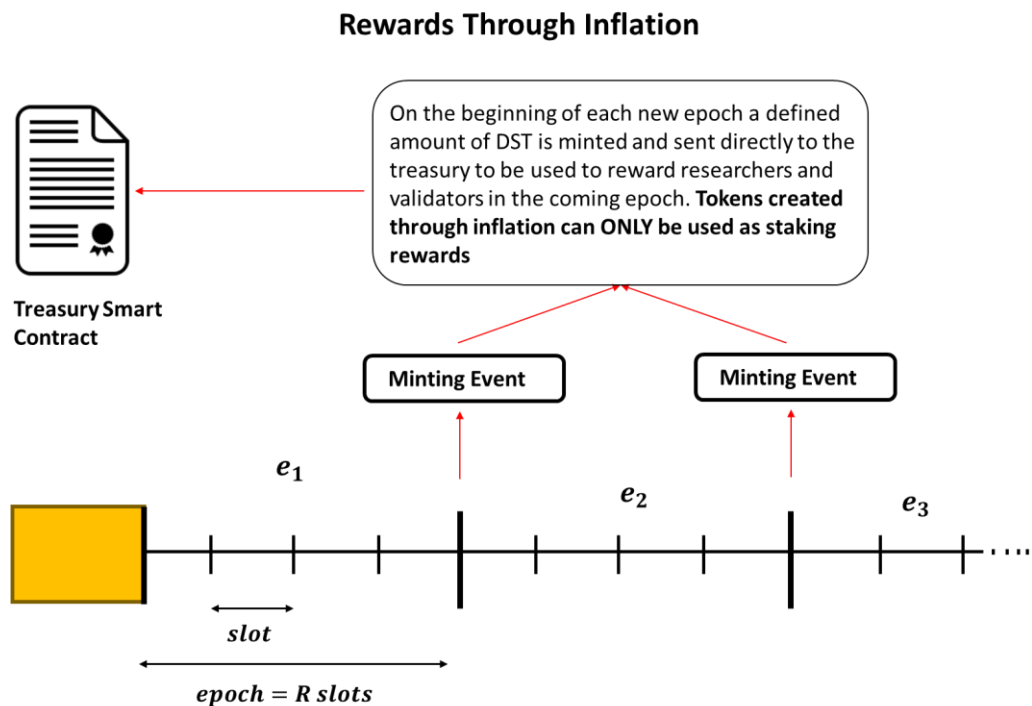 Rewards Through Inflation
On the beginning of each new epoch a defined
amount of DST is minted and sent directly to the
treasury to be used to reward researchers and
validators in the coming epoch. Tokens created
through inflation can ONLY be used as staking
rewards
Treasury Smart
Contract
Minting Event
Minting Event
e₁
e₂
e₃
slot
epoch = R slots